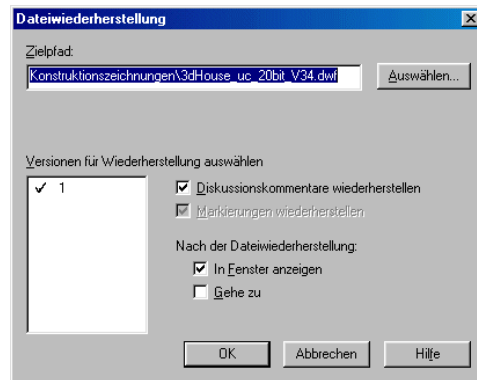 Dateiwiederherstellung
Zielpfad:
Konstruktionszeichnungen\3dHouse_uc_20bit_V34.dwf
Auswählen...
Versionen für Wiederherstellung auswählen
1
Diskussionskommentare wiederherstellen
Markierungen wiederherstellen
Nach der Dateiwiederherstellung:
In Fenster anzeigen
Gehe zu
OK
Abbrechen
Hilfe